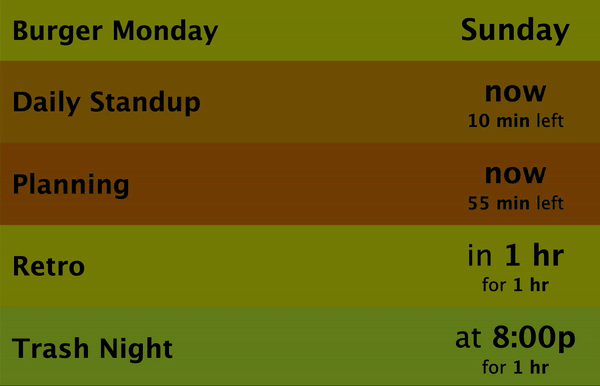 Burger Monday Sunday
Daily Standup now
10 min left
Planning now
55 min left
Retro in 1 hr
for 1 hr
Trash Night at 8:00p
for 1 hr